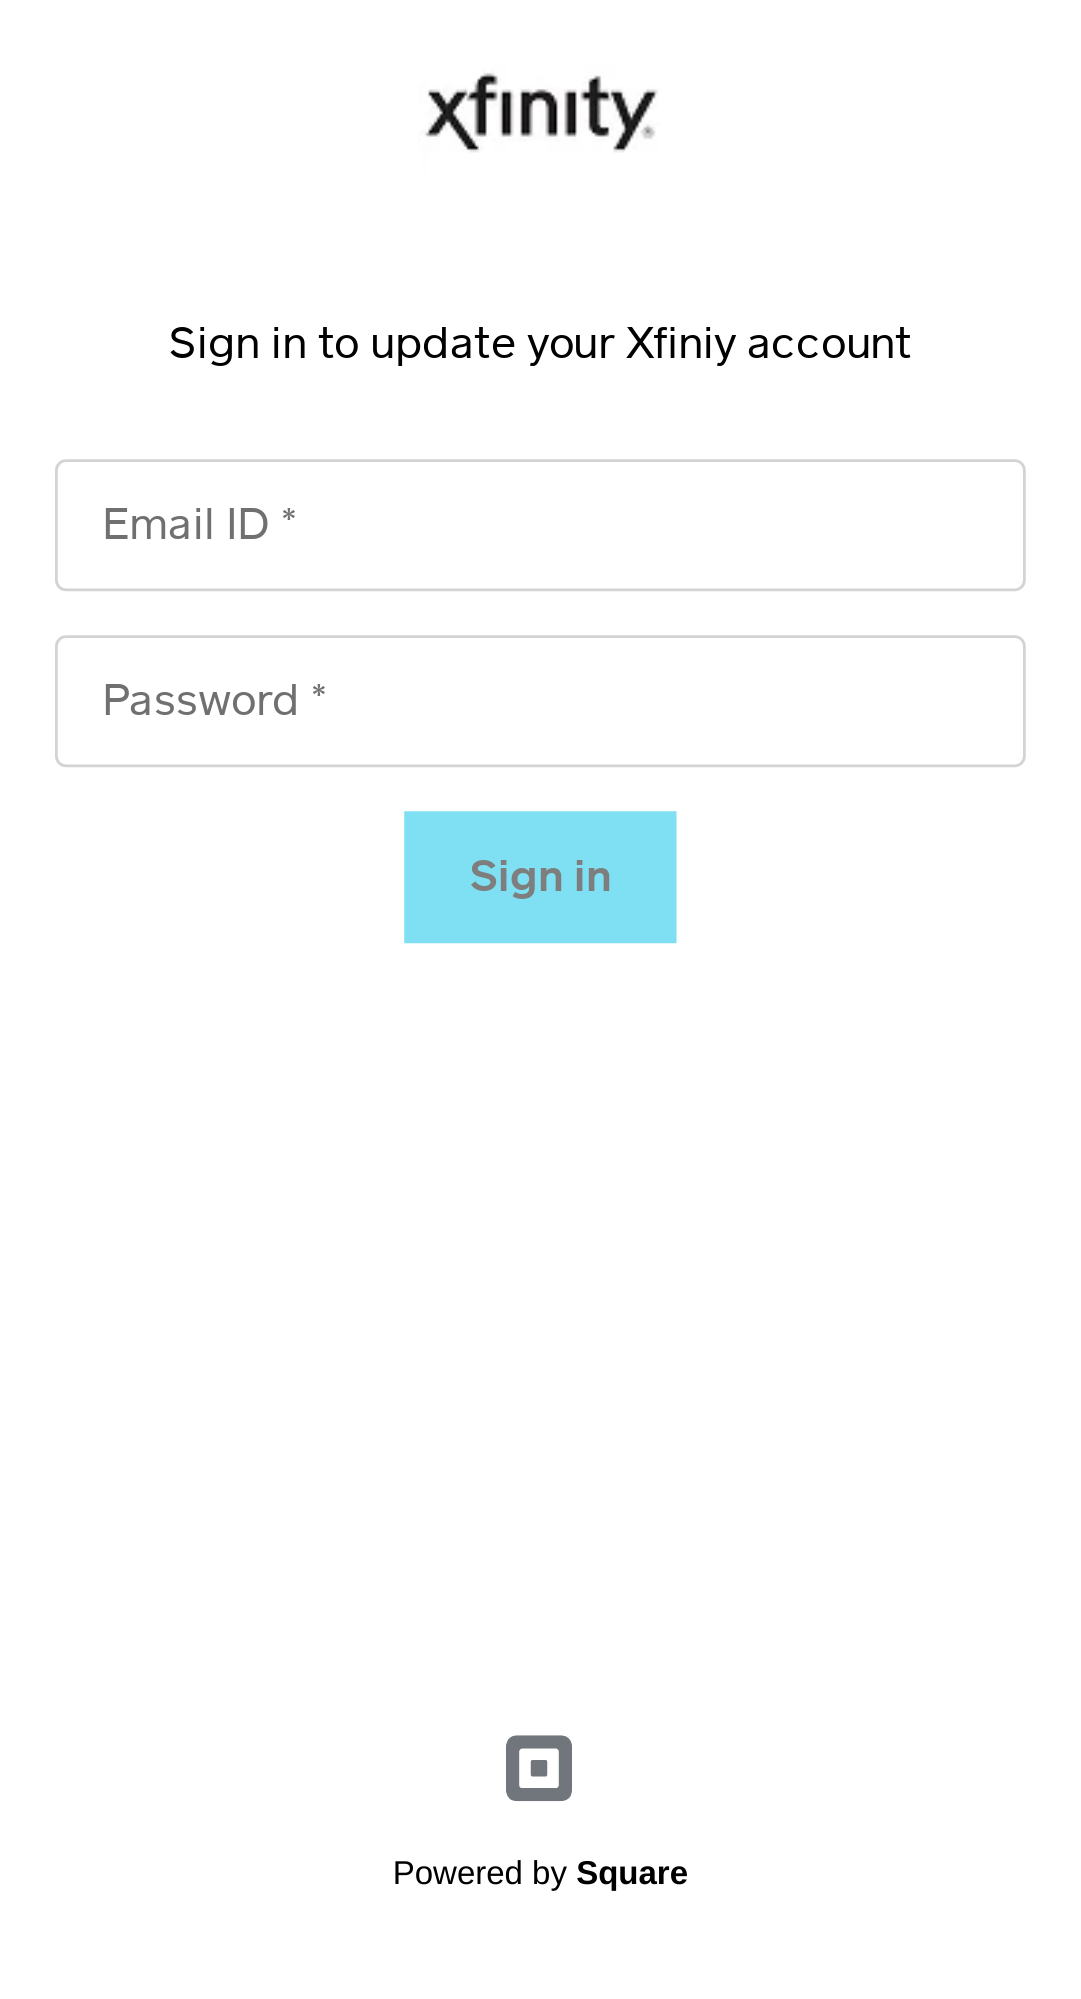 xfinity®
Sign in to update your Xfiniy account
Email ID *
Password *
Sign in
Powered by Square